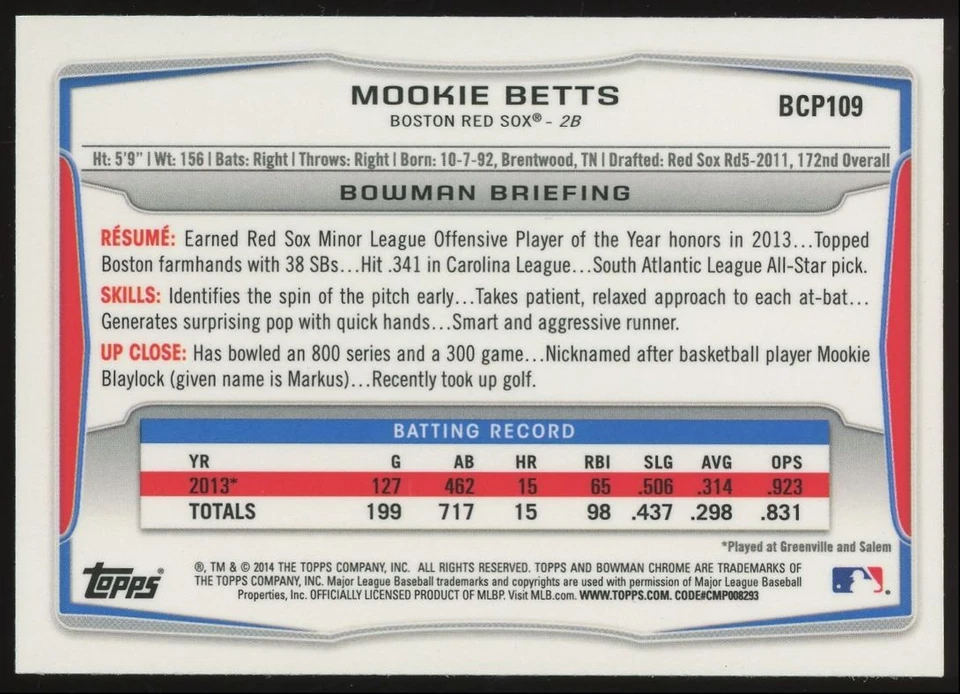 MOOKIE BETTS
BCP109
BOSTON RED SOX® - 2B
Ht: 5'9" | Wt: 156 | Bats: Right | Throws: Right | Born: 10-7-92, Brentwood, TN | Drafted: Red Sox Rd5-2011, 172nd Overall
BOWMAN BRIEFING
RÉSUMÉ: Earned Red Sox Minor League Offensive Player of the Year honors in 2013...Topped
Boston farmhands with 38 SBs...Hit .341 in Carolina League...South Atlantic League All-Star pick.
SKILLS: Identifies the spin of the pitch early...Takes patient, relaxed approach to each at-bat...
Generates surprising pop with quick hands...Smart and aggressive runner.
UP CLOSE: Has bowled an 800 series and a 300 game...Nicknamed after basketball player Mookie
Blaylock (given name is Markus)...Recently took up golf.
BATTING RECORD
YR G AB HR RBI SLG AVG OPS
2013* 127 462 15 65 .506 .314 .923
TOTALS 199 717 15 98 .437 .298 .831
*Played at Greenville and Salem
Topps®
®, TM & © 2014 THE TOPPS COMPANY, INC. ALL RIGHTS RESERVED. TOPPS AND BOWMAN CHROME ARE TRADEMARKS OF
THE TOPPS COMPANY, INC. Major League Baseball trademarks and copyrights are used with permission of Major League Baseball
Properties, Inc. OFFICIALLY LICENSED PRODUCT OF MLBP. Visit MLB.com. WWW.TOPPS.COM. CODE#CMP008293